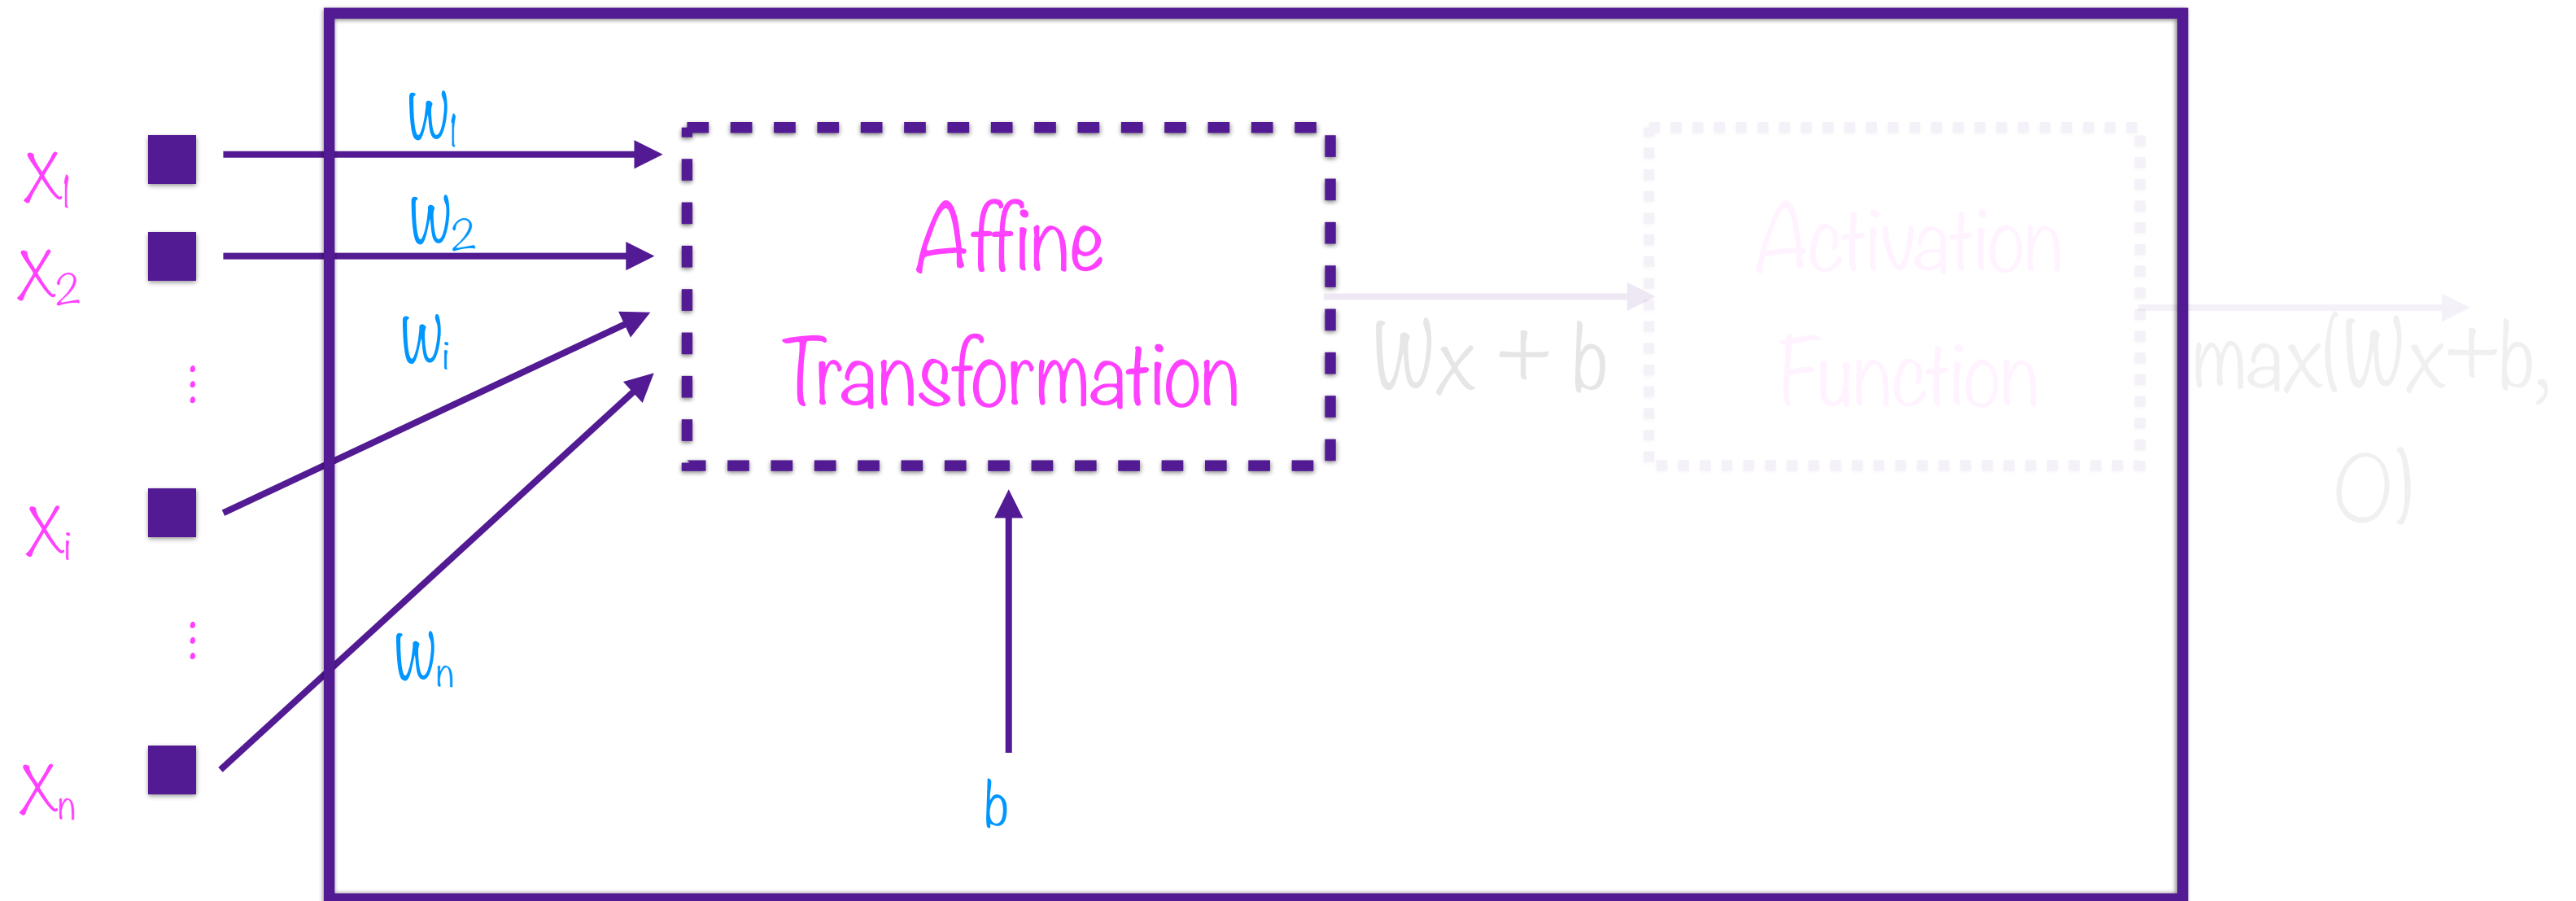 X1
X2
⋮
Xi
⋮
Xn
W1
W2
Wi
Wn
Affine
Transformation
b
Wx + b
Activation
Function
max(Wx+b,
0)